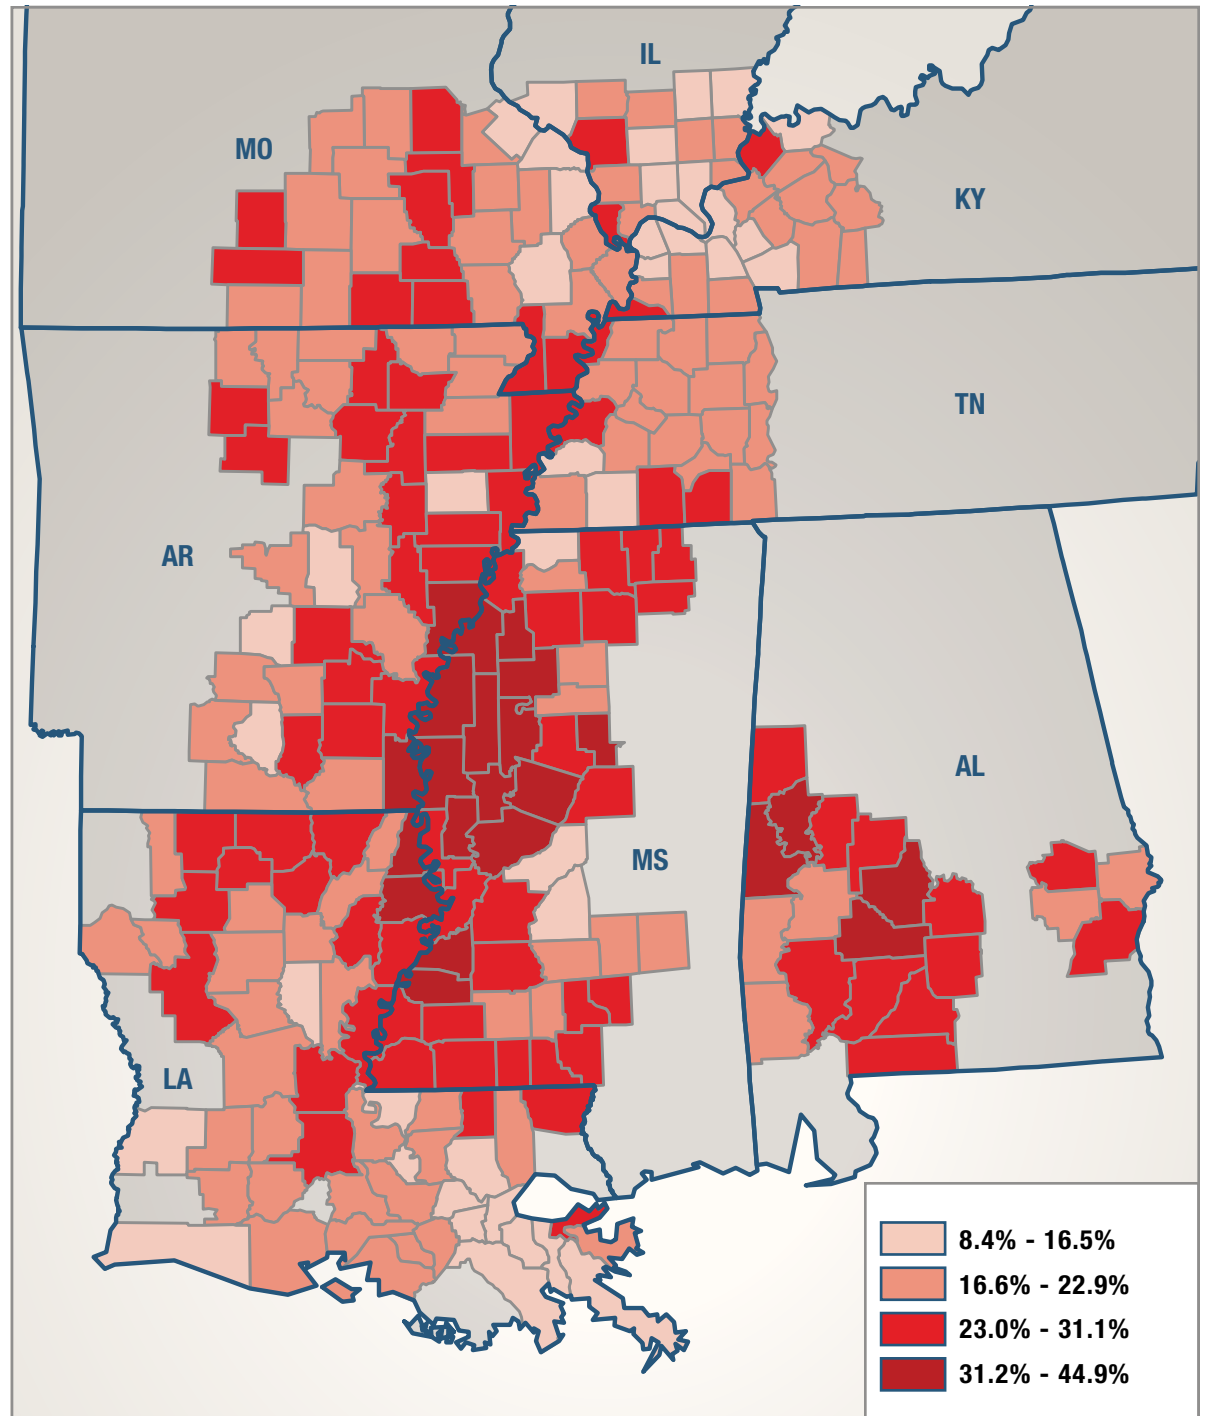 IL
MO
KY
TN
AR
AL
MS
LA
8.4% - 16.5%
16.6% - 22.9%
23.0% - 31.1%
31.2% - 44.9%